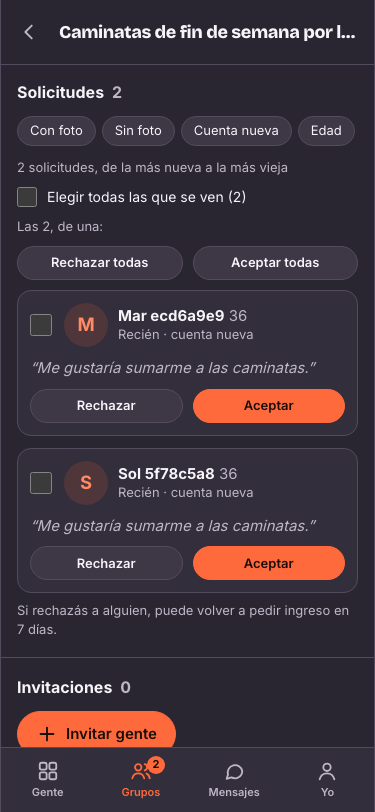 Caminatas de fin de semana por l...
Solicitudes 2
Con foto
Sin foto
Cuenta nueva
Edad
2 solicitudes, de la más nueva a la más vieja
Elegir todas las que se ven (2)
Las 2, de una:
Rechazar todas
Aceptar todas
M
Mar ecd6a9e9 36
Recién · cuenta nueva
“Me gustaría sumarme a las caminatas.”
Rechazar
Aceptar
S
Sol 5f78c5a8 36
Recién · cuenta nueva
“Me gustaría sumarme a las caminatas.”
Rechazar
Aceptar
Si rechazás a alguien, puede volver a pedir ingreso en
7 días.
Invitaciones 0
+ Invitar gente
2
Gente
Grupos
Mensajes
Yo